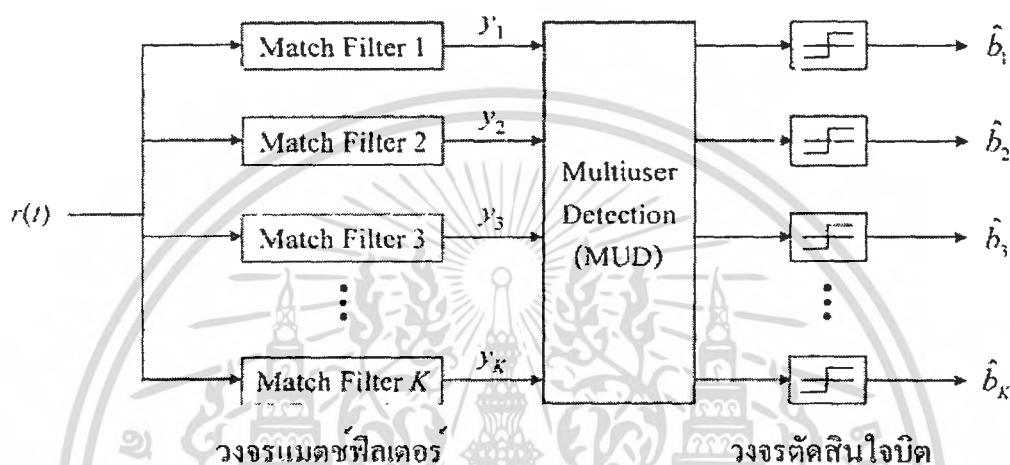 Match Filter 1
y₁
b̂₁
Match Filter 2
y₂
b̂₂
Multiuser
Detection
(MUD)
r(t)
Match Filter 3
y₃
b̂₃
Match Filter K
y_K
b̂_K
วงจรแมตช์ฟิลเตอร์
วงจรตัดสินใจบิต